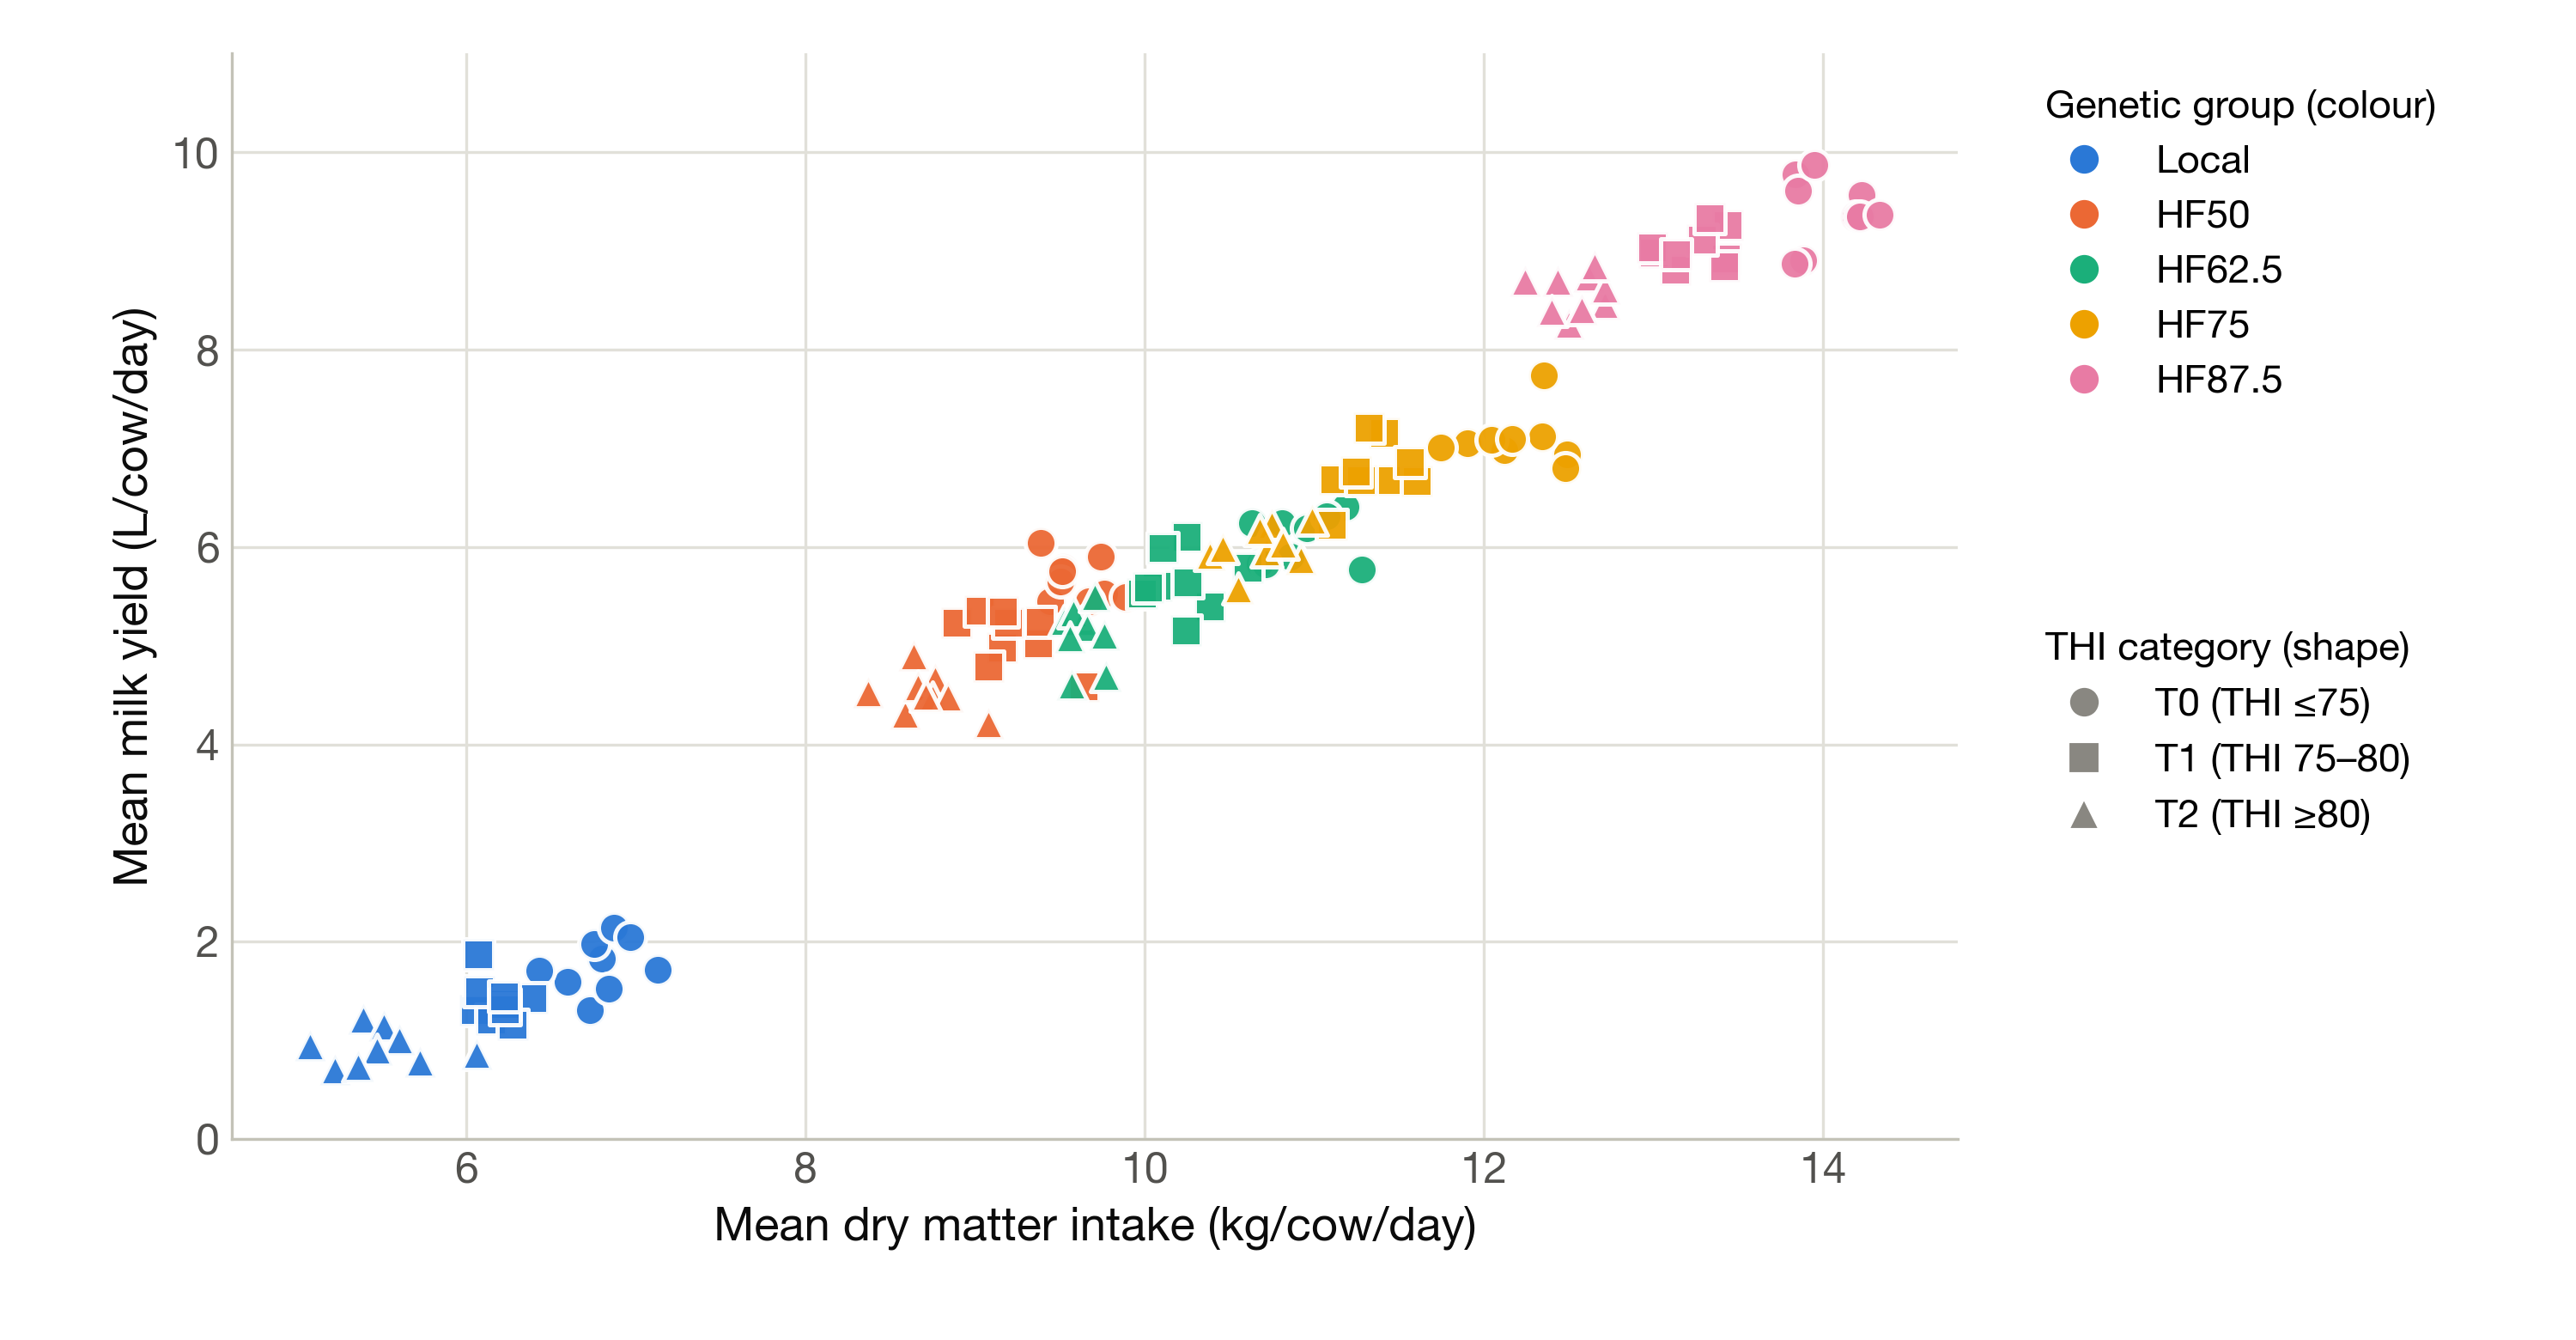 Mean milk yield (L/cow/day)
10
8
6
4
2
0
6 8 10 12 14
Mean dry matter intake (kg/cow/day)
Genetic group (colour)
Local
HF50
HF62.5
HF75
HF87.5
THI category (shape)
T0 (THI ≤75)
T1 (THI 75–80)
T2 (THI ≥80)